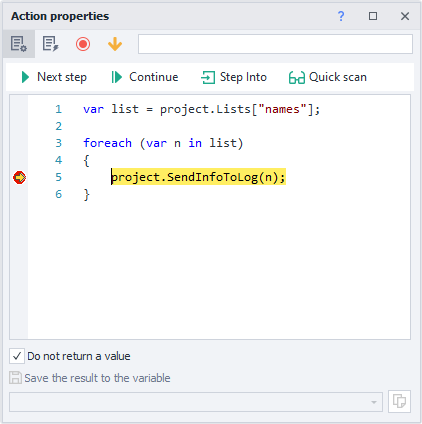 Action properties
?
Next step Continue Step Into Quick scan
1 var list = project.Lists["names"];
2
3 foreach (var n in list)
4 {
5 project.SendInfoToLog(n);
6 }
Do not return a value
Save the result to the variable